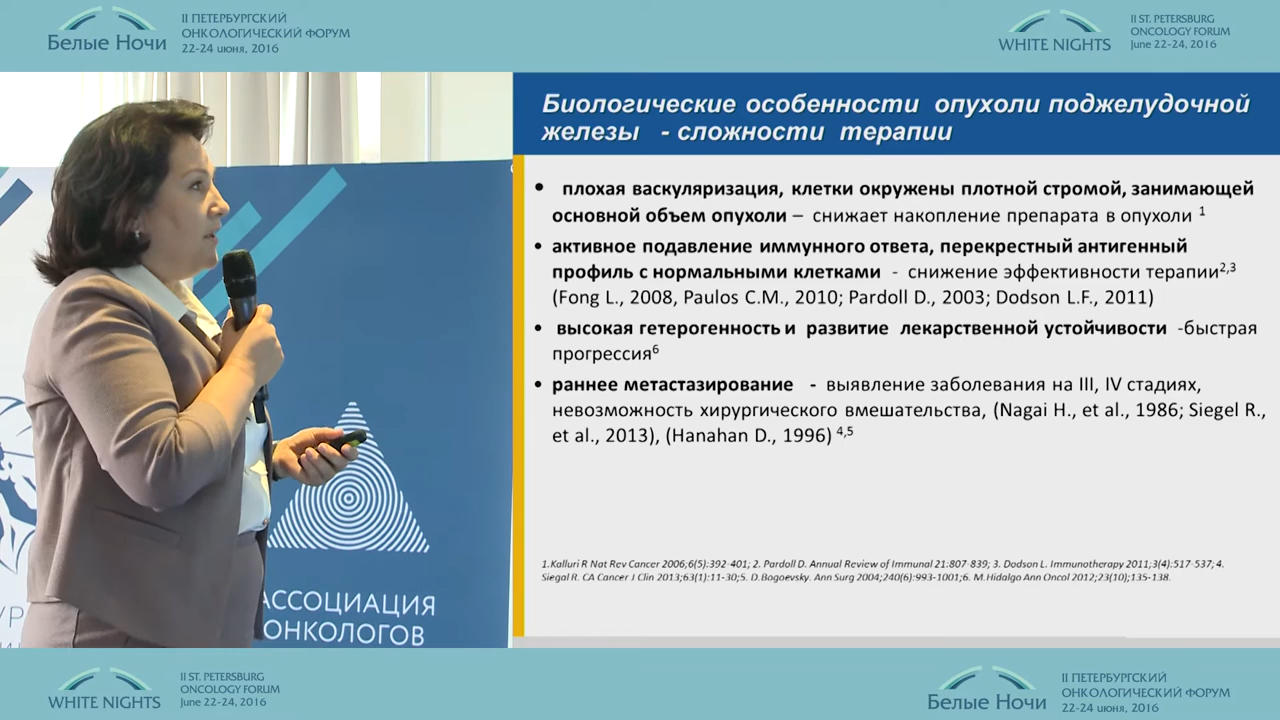 Белые Ночи
II ПЕТЕРБУРГСКИЙ
ОНКОЛОГИЧЕСКИЙ ФОРУМ
22-24 июня, 2016
WHITE NIGHTS
II ST. PETERSBURG
ONCOLOGY FORUM
June 22-24, 2016
Биологические особенности опухоли поджелудочной
железы - сложности терапии
• плохая васкуляризация, клетки окружены плотной стромой, занимающей
основной объем опухоли – снижает накопление препарата в опухоли 1
• активное подавление иммунного ответа, перекрестный антигенный
профиль с нормальными клетками - снижение эффективности терапии2,3
(Fong L., 2008, Paulos C.M., 2010; Pardoll D., 2003; Dodson L.F., 2011)
• высокая гетерогенность и развитие лекарственной устойчивости -быстрая
прогрессия6
• раннее метастазирование - выявление заболевания на III, IV стадиях,
невозможность хирургического вмешательства, (Nagai H., et al., 1986; Siegel R.,
et al., 2013), (Hanahan D., 1996) 4,5
1.Kalluri R Nat Rev Cancer 2006;6(5):392-401; 2. Pardoll D. Annual Review of Immunal 21:807-839; 3. Dodson L. Immunotherapy 2011;3(4):517-537; 4.
Siegal R. CA Cancer J Clin 2013;63(1):11-30;5. D.Bogoevsky. Ann Surg 2004;240(6):993-1001;6. M.Hidalgo Ann Oncol 2012;23(10);135-138.
АССОЦИАЦИЯ
ОНКОЛОГОВ
WHITE NIGHTS
II ST. PETERSBURG
ONCOLOGY FORUM
June 22-24, 2016
Белые Ночи
II ПЕТЕРБУРГСКИЙ
ОНКОЛОГИЧЕСКИЙ ФОРУМ
22-24 июня, 2016